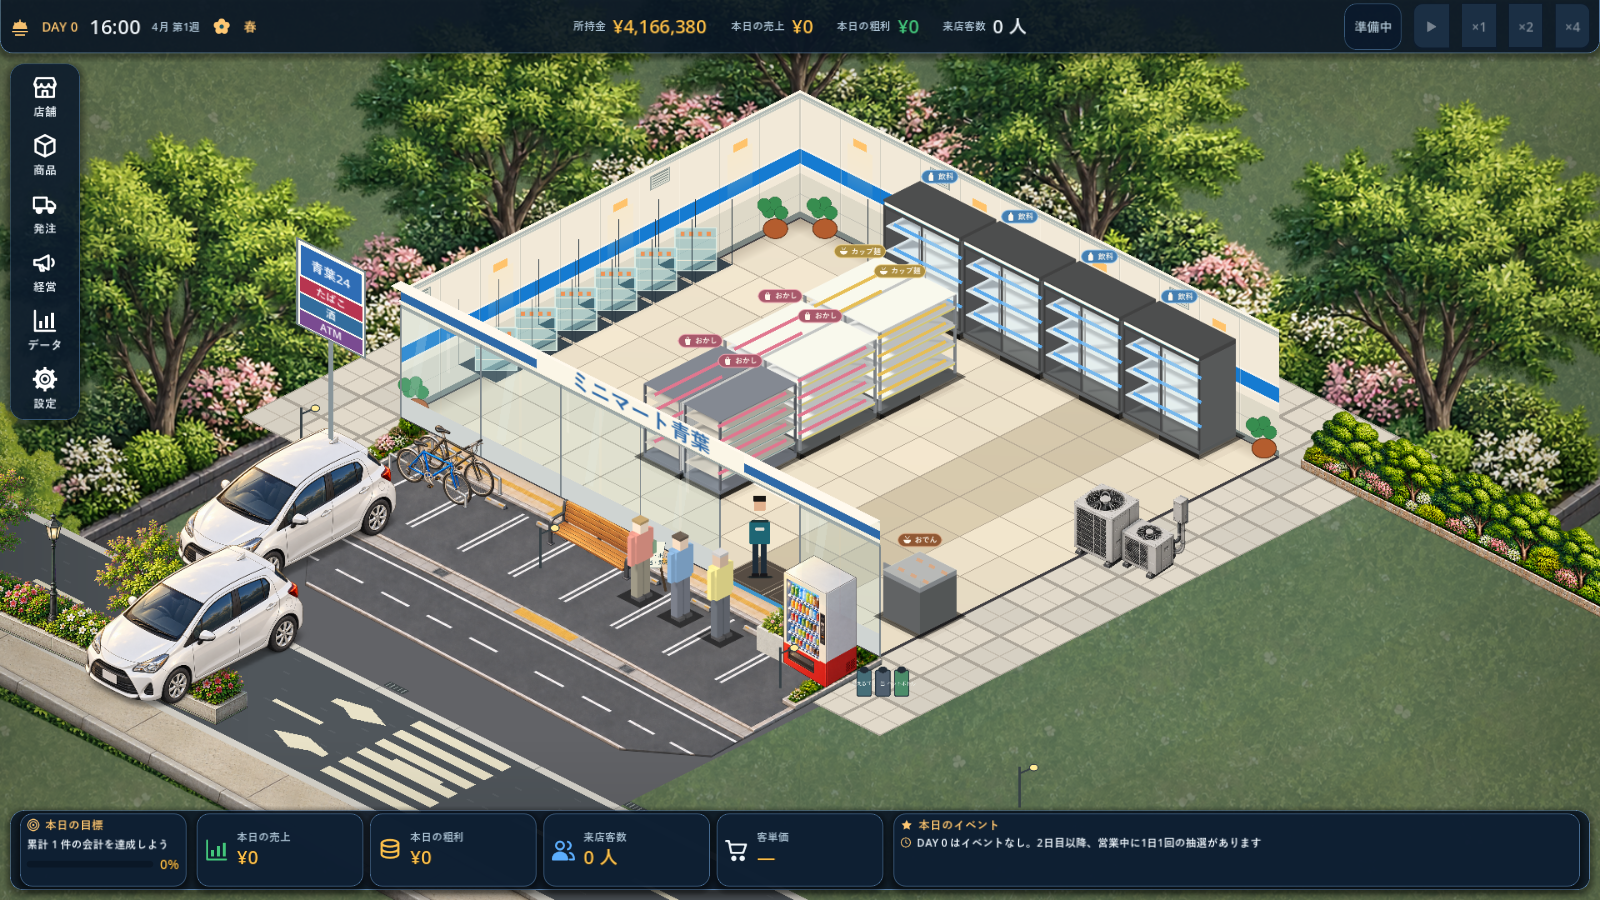 DAY 0 16:00 4月 第1週 春
所持金 ¥4,166,380 本日の売上 ¥0 本日の粗利 ¥0 来店客数 0 人
準備中 ×1 ×2 ×4
店舗
商品
発注
経営
データ
設定
飲料
飲料
飲料
飲料
カップ麺
カップ麺
おかし
おかし
おかし
おかし
おでん
青葉24
たばこ
酒
ATM
ミニマート青葉
本日の目標
累計 1 件の会計を達成しよう
0%
本日の売上
¥0
本日の粗利
¥0
来店客数
0 人
客単価
—
本日のイベント
DAY 0 はイベントなし。2日目以降、営業中に1日1回の抽選があります